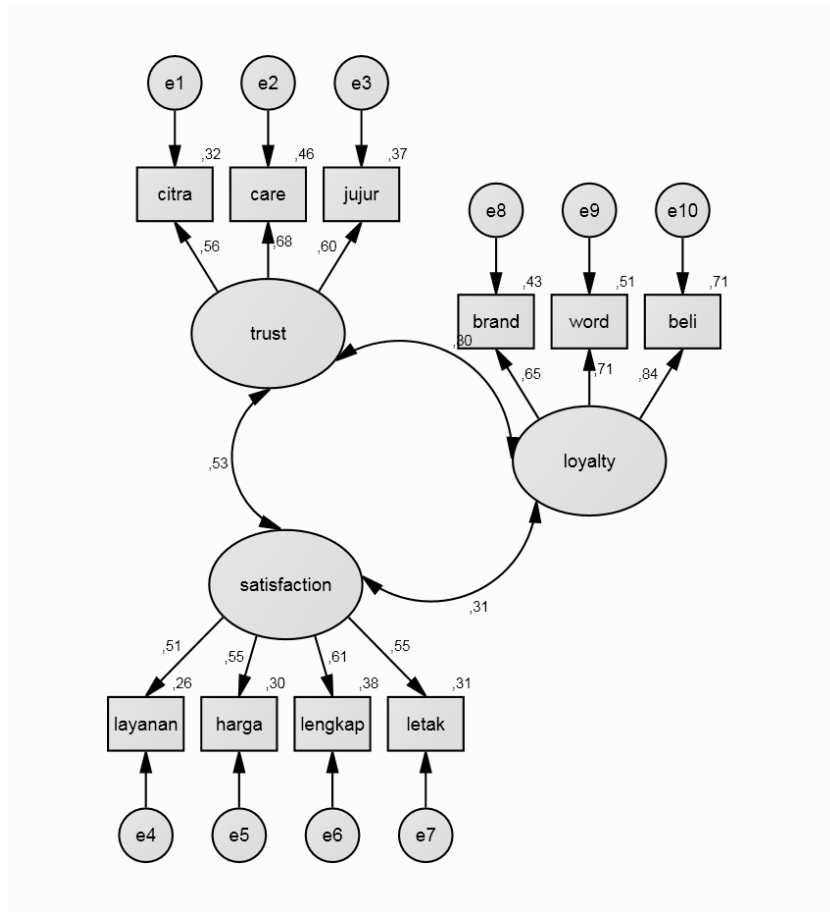 e1 e2 e3
,32 ,46 ,37
citra care jujur
,56 ,68 ,60
trust
e8 e9 e10
,43 ,51 ,71
brand word beli
,30
,65 ,71 ,84
loyalty
,53
satisfaction
,31
,51 ,55 ,61 ,55
,26 ,30 ,38 ,31
layanan harga lengkap letak
e4 e5 e6 e7